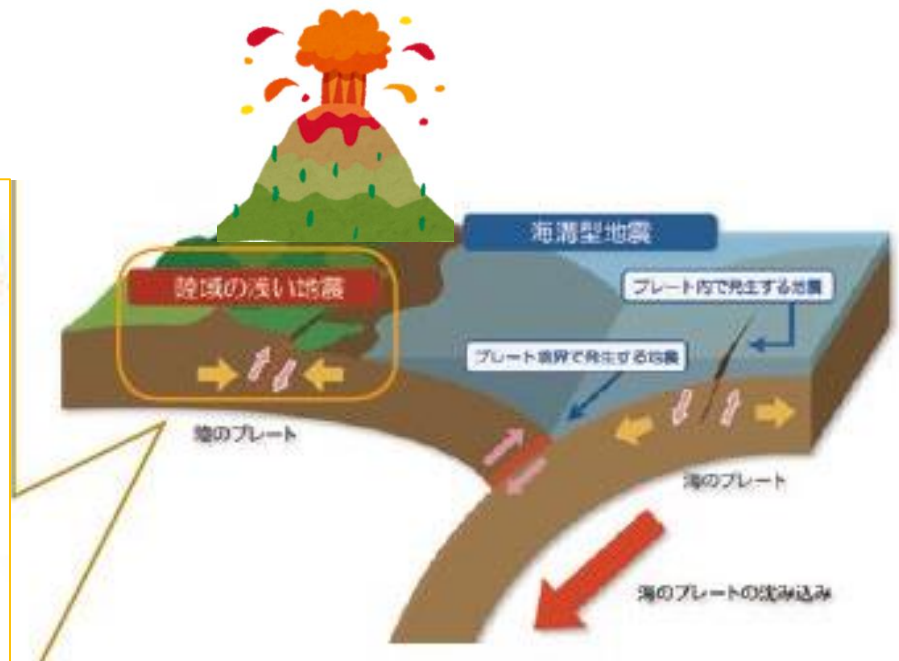 海溝型地震
陸域の浅い地震
プレート内で発生する地震
プレート境界で発生する地震
陸のプレート
海のプレート
海のプレートの沈み込み